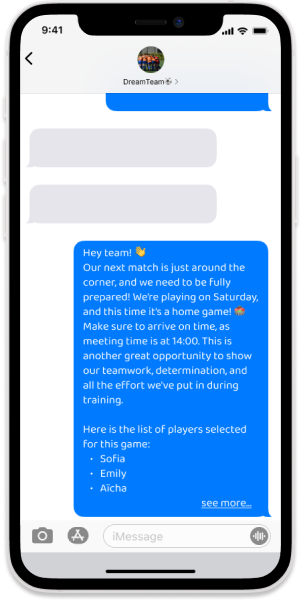 9:41
DreamTeam⚽ >
Hey team! 👋
Our next match is just around the
corner, and we need to be fully
prepared! We're playing on Saturday,
and this time it's a home game! 🏟️
Make sure to arrive on time, as
meeting time is at 14:00. This is
another great opportunity to show
our teamwork, determination, and
all the effort we've put in during
training.
Here is the list of players selected
for this game:
• Sofia
• Emily
• Aïcha
see more...
iMessage